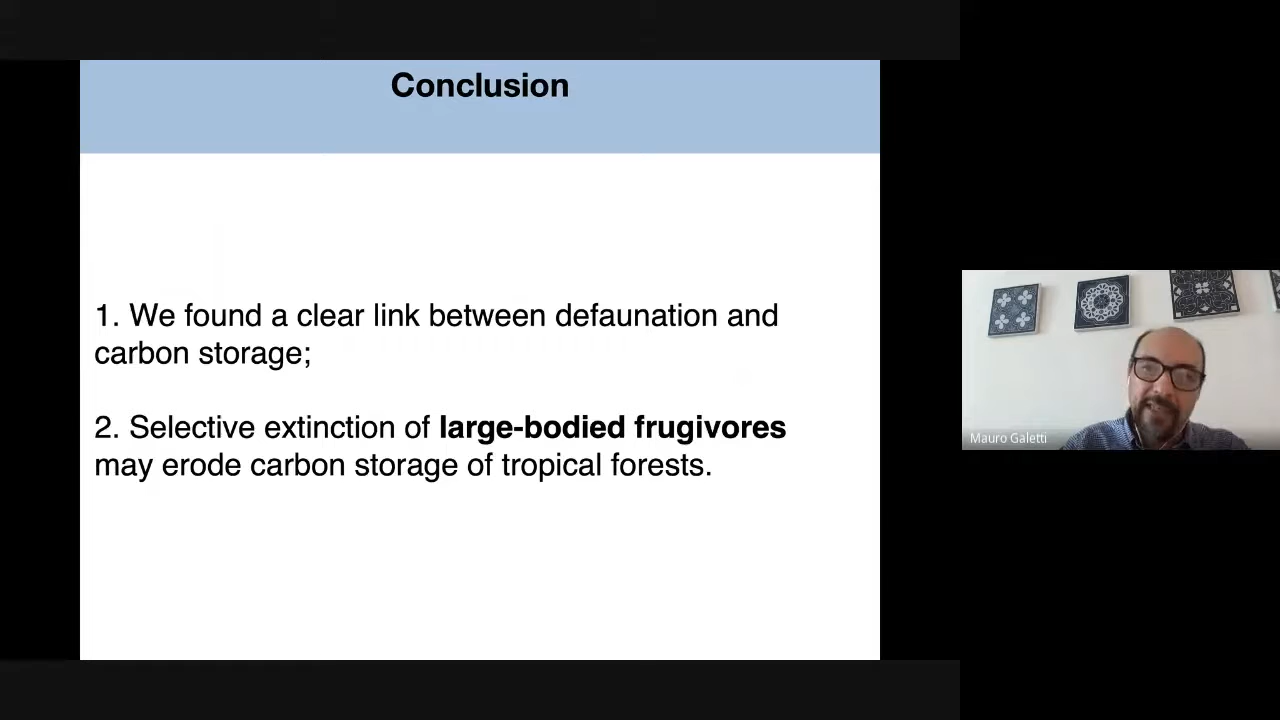 Conclusion
1. We found a clear link between defaunation and
carbon storage;
2. Selective extinction of large-bodied frugivores
may erode carbon storage of tropical forests.
Mauro Galetti